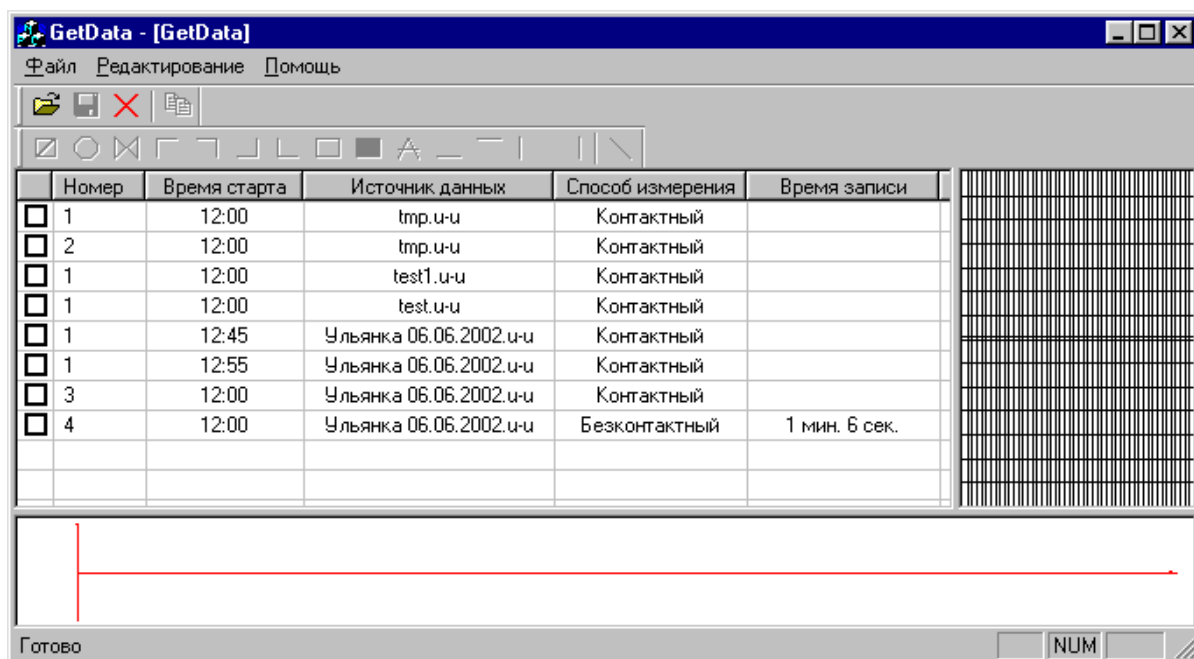 GetData - [GetData]
Файл Редактирование Помощь
Номер Время старта Источник данных Способ измерения Время записи
1 12:00 tmp.u-u Контактный
2 12:00 tmp.u-u Контактный
1 12:00 test1.u-u Контактный
1 12:00 test.u-u Контактный
1 12:45 Ульянка 06.06.2002.u-u Контактный
1 12:55 Ульянка 06.06.2002.u-u Контактный
3 12:00 Ульянка 06.06.2002.u-u Контактный
4 12:00 Ульянка 06.06.2002.u-u Безконтактный 1 мин. 6 сек.
Готово NUM